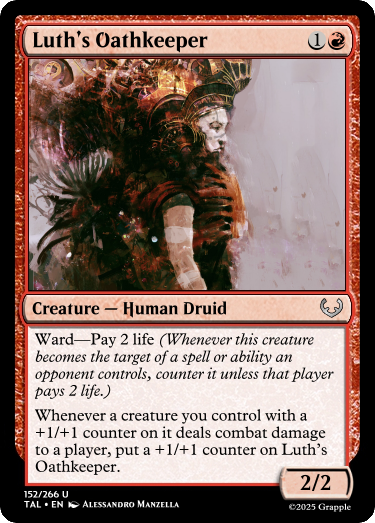 Luth's Oathkeeper 1
Creature — Human Druid
Ward—Pay 2 life (Whenever this creature
becomes the target of a spell or ability an
opponent controls, counter it unless that player
pays 2 life.)
Whenever a creature you control with a
+1/+1 counter on it deals combat damage
to a player, put a +1/+1 counter on Luth's
Oathkeeper.
2/2
152/266 U
TAL • EN Alessandro Manzella
©2025 Grapple